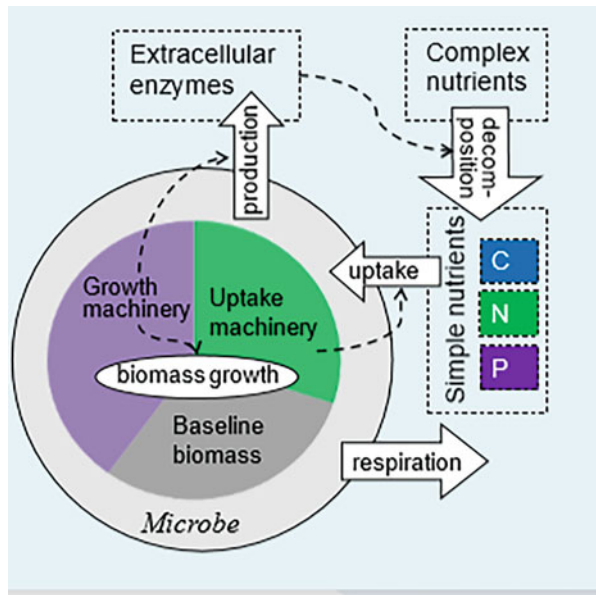 Extracellular
enzymes
Complex
nutrients
production
decom-
position
Growth
machinery
Uptake
machinery
uptake
Simple nutrients
C
N
P
biomass growth
Baseline
biomass
respiration
Microbe